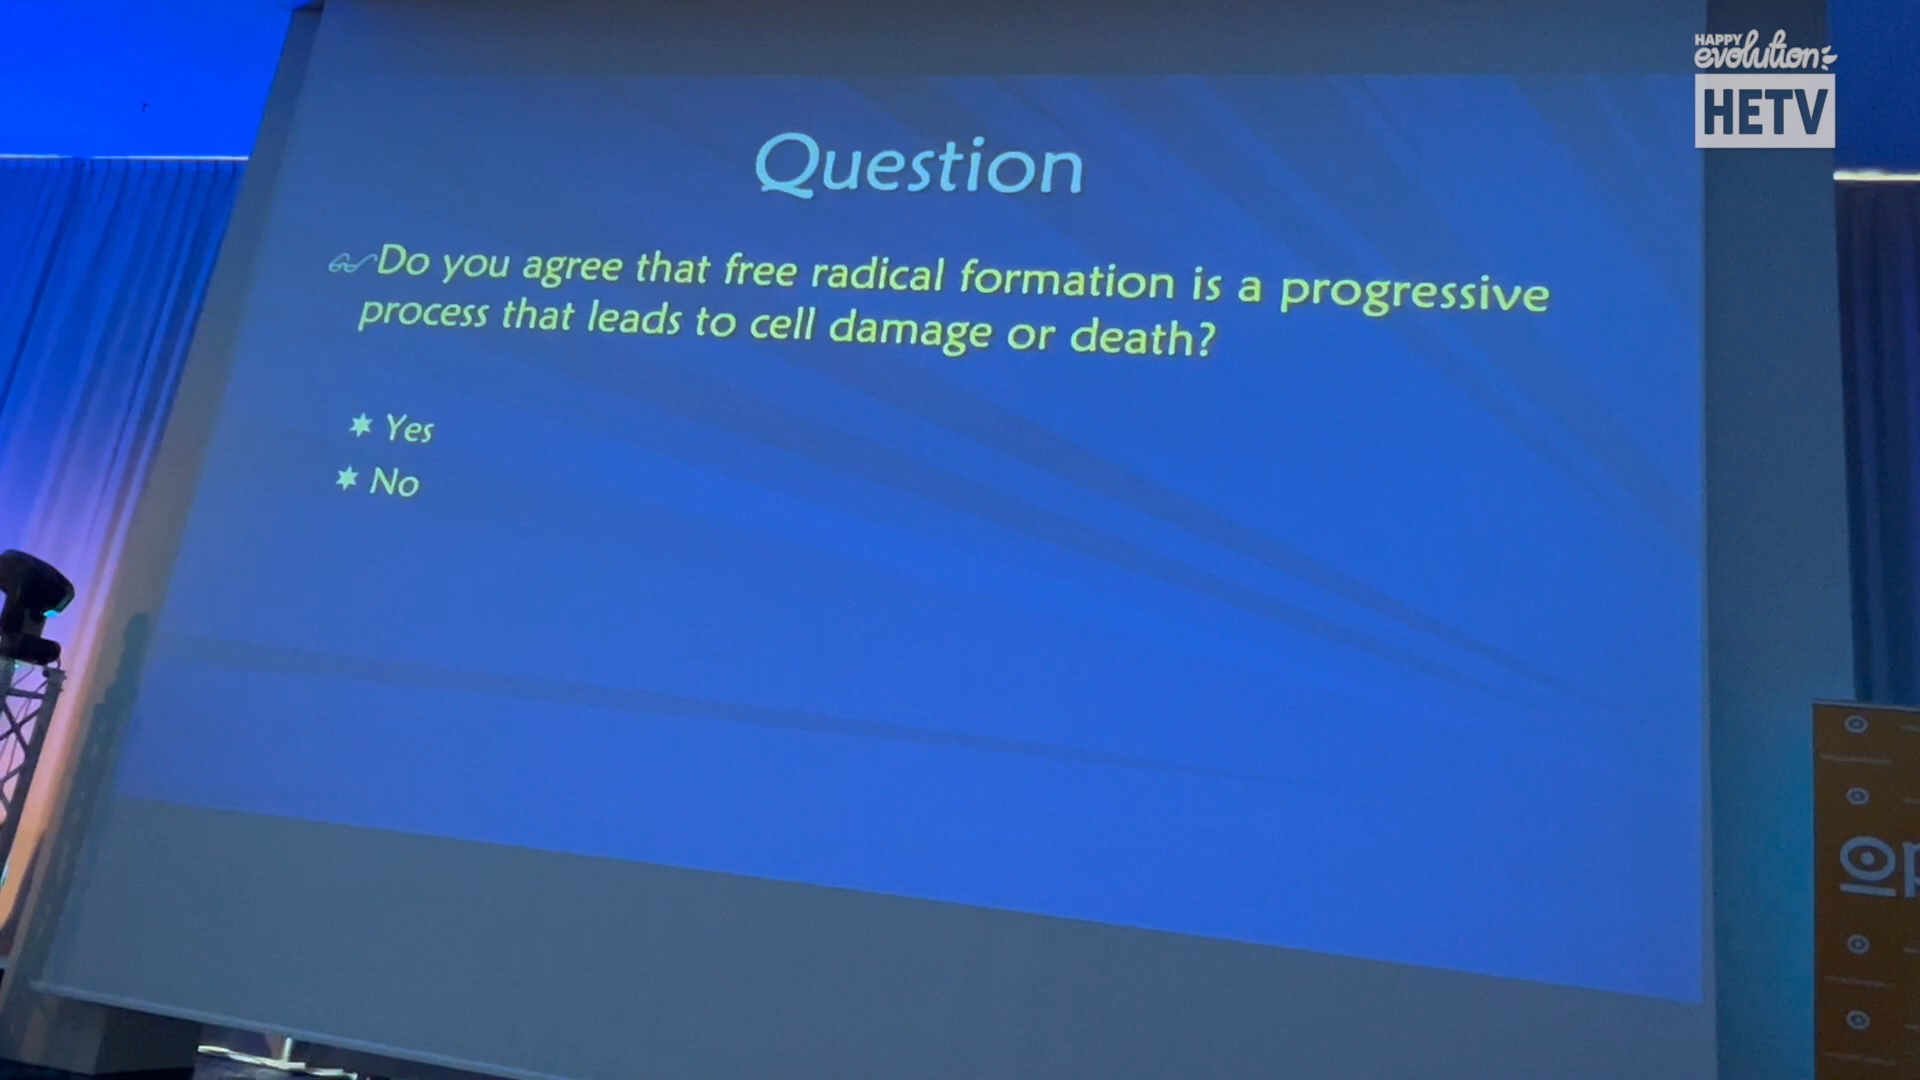 HAPPY
evolution
HETV
Question
Do you agree that free radical formation is a progressive
process that leads to cell damage or death?
Yes
No